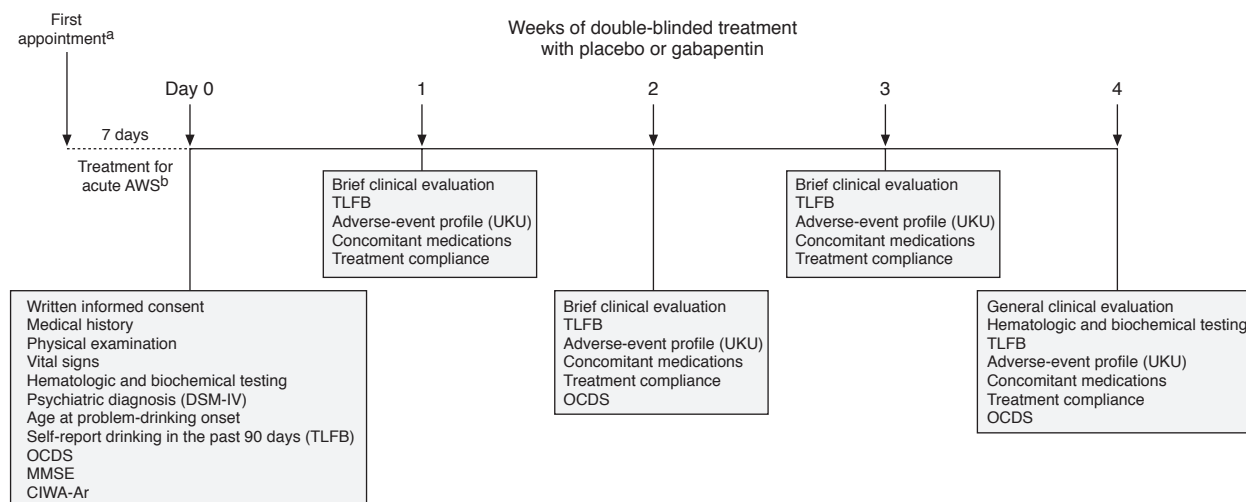 First
appointmentᵃ
Weeks of double-blinded treatment
with placebo or gabapentin
Day 0
1
2
3
4
7 days
Treatment for
acute AWSᵇ
Brief clinical evaluation
TLFB
Adverse-event profile (UKU)
Concomitant medications
Treatment compliance
Brief clinical evaluation
TLFB
Adverse-event profile (UKU)
Concomitant medications
Treatment compliance
Written informed consent
Medical history
Physical examination
Vital signs
Hematologic and biochemical testing
Psychiatric diagnosis (DSM-IV)
Age at problem-drinking onset
Self-report drinking in the past 90 days (TLFB)
OCDS
MMSE
CIWA-Ar
Brief clinical evaluation
TLFB
Adverse-event profile (UKU)
Concomitant medications
Treatment compliance
OCDS
General clinical evaluation
Hematologic and biochemical testing
TLFB
Adverse-event profile (UKU)
Concomitant medications
Treatment compliance
OCDS